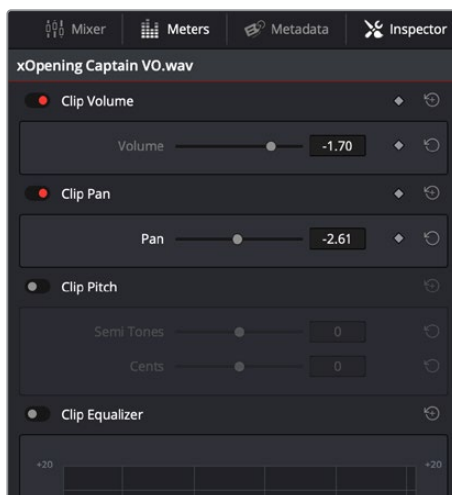 Mixer Meters Metadata Inspector
xOpening Captain VO.wav
Clip Volume
Volume -1.70
Clip Pan
Pan -2.61
Clip Pitch
Semi Tones 0
Cents 0
Clip Equalizer
+20 +20